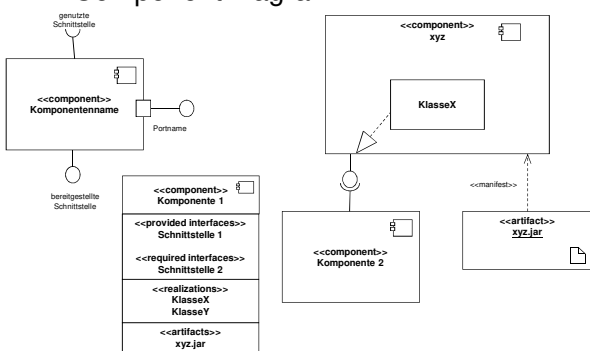 genutzte
Schnittstelle
<<component>>
Komponentenname
Portname
bereitgestellte
Schnittstelle
<<component>>
Komponente 1
<<provided interfaces>>
Schnittstelle 1
<<required interfaces>>
Schnittstelle 2
<<realizations>>
KlasseX
KlasseY
<<artifacts>>
xyz.jar
<<component>>
xyz
KlasseX
<<component>>
Komponente 2
<<manifest>>
<<artifact>>
xyz.jar